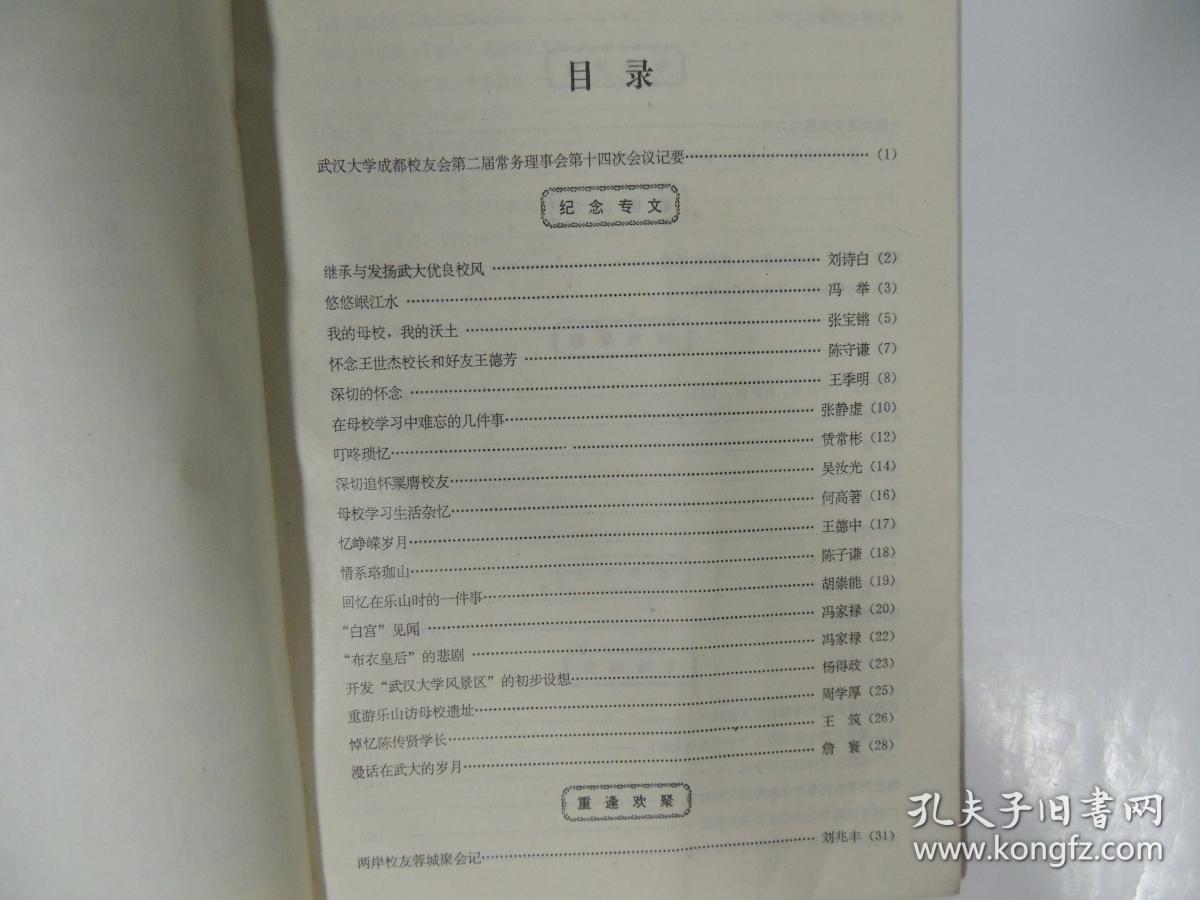 目 录
武汉大学成都校友会第二届常务理事会第十四次会议记要……(1)
纪念专文
继承与发扬武大优良校风……刘诗白(2)
悠悠岷江水……冯 举(3)
我的母校，我的沃土……张宝锵(5)
怀念王世杰校长和好友王德芳……陈守谦(7)
深切的怀念……王季明(8)
在母校学习中难忘的几件事……张静虚(10)
叮咚琐忆……赁常彬(12)
深切追怀粟膺校友……吴汝光(14)
母校学习生活杂忆……何高著(16)
忆峥嵘岁月……王德中(17)
情系珞珈山……陈子谦(18)
回忆在乐山时的一件事……胡崇能(19)
“白宫”见闻……冯家禄(20)
“布衣皇后”的悲剧……冯家禄(22)
开发“武汉大学风景区”的初步设想……杨得政(23)
重游乐山访母校遗址……周学厚(25)
悼忆陈传贤学长……王 筑(26)
漫话在武大的岁月……詹 寰(28)
重逢欢聚
两岸校友蓉城聚会记……刘兆丰(31)
孔夫子旧书网
www.kongfz.com